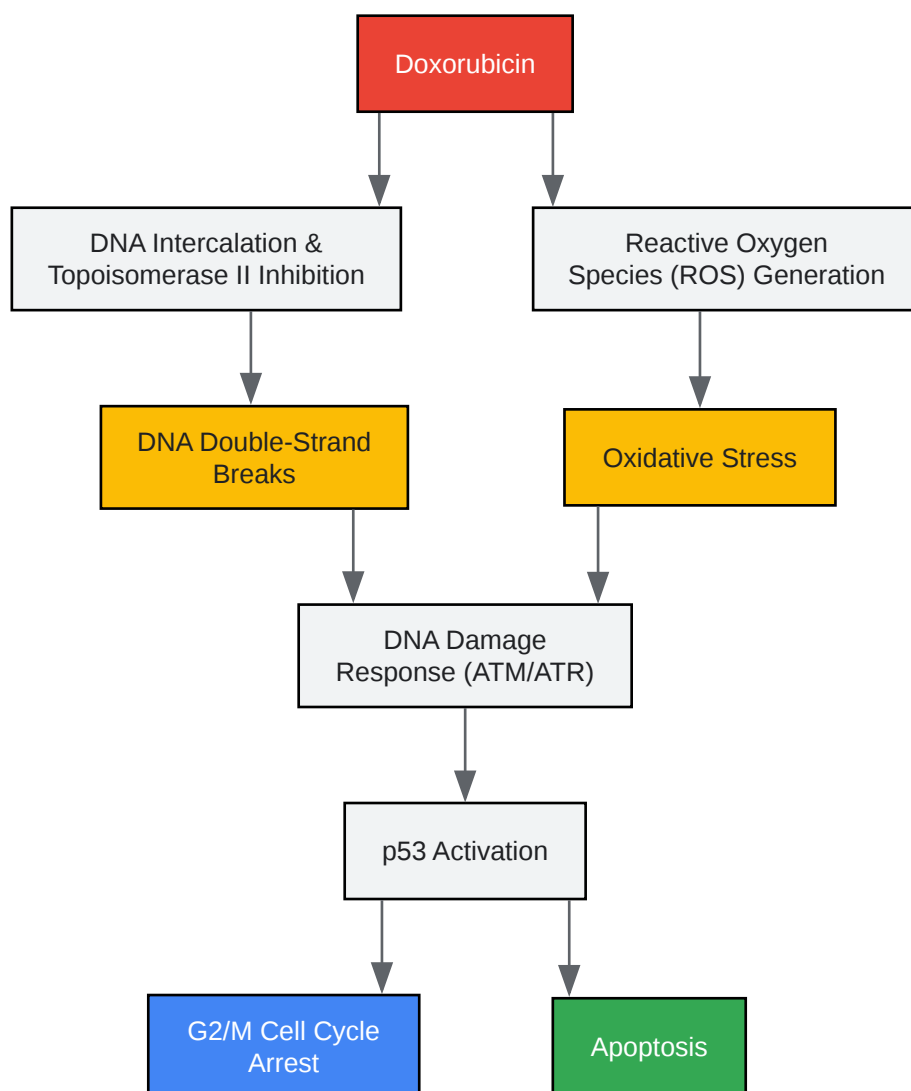 Doxorubicin
DNA Intercalation &
Topoisomerase II Inhibition
Reactive Oxygen
Species (ROS) Generation
DNA Double-Strand
Breaks
Oxidative Stress
DNA Damage
Response (ATM/ATR)
p53 Activation
G2/M Cell Cycle
Arrest
Apoptosis